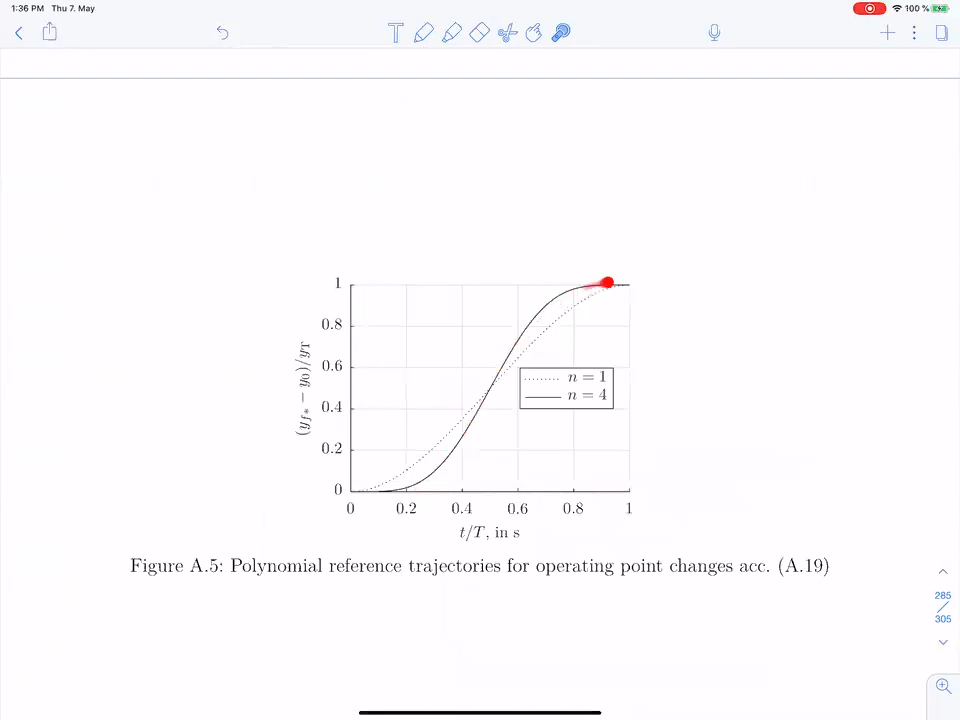 1:36 PM Thu 7. May
100 %
1
0.8
0.6
0.4
0.2
0
(y_{f*} − y_0)/y_T
n = 1
n = 4
0 0.2 0.4 0.6 0.8 1
t/T, in s
Figure A.5: Polynomial reference trajectories for operating point changes acc. (A.19)
285
305